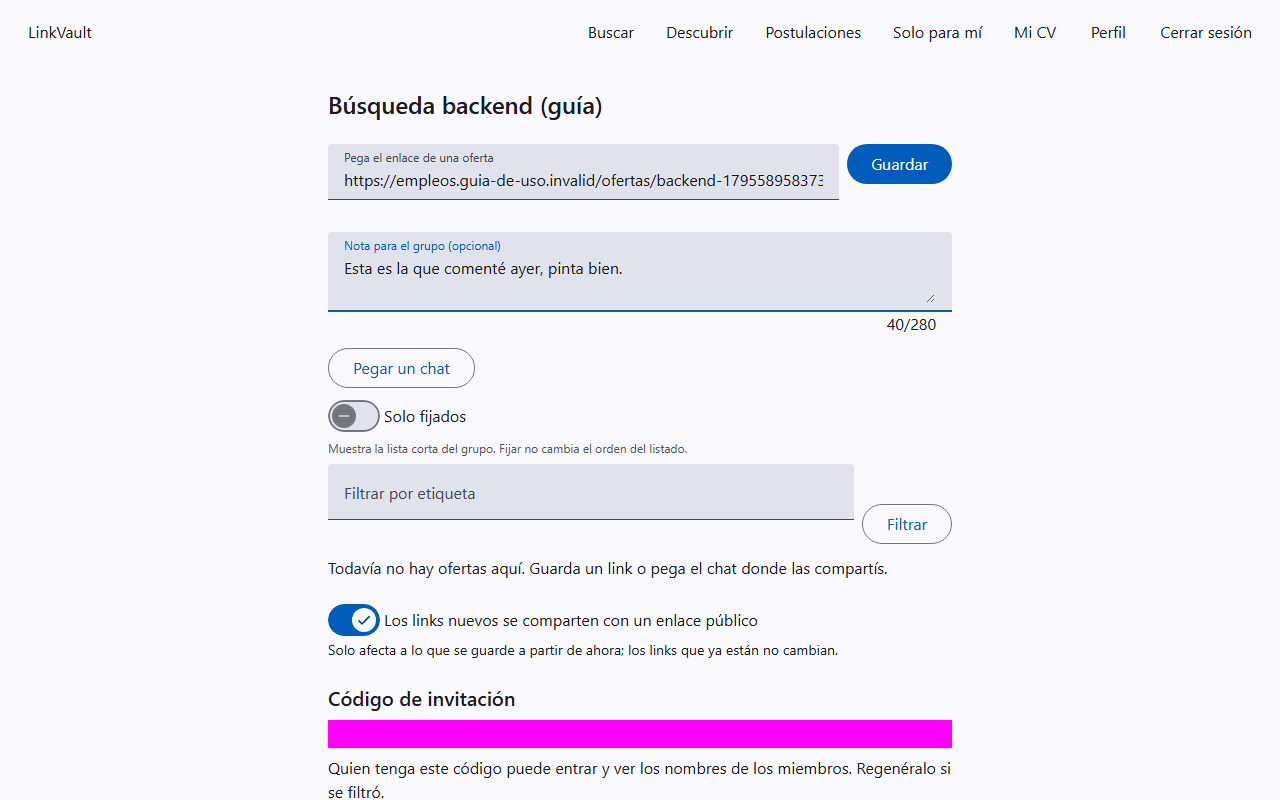 LinkVault
Buscar
Descubrir
Postulaciones
Solo para mí
Mi CV
Perfil
Cerrar sesión
Búsqueda backend (guía)
Pega el enlace de una oferta
https://empleos.guia-de-uso.invalid/ofertas/backend-179558958373
Guardar
Nota para el grupo (opcional)
Esta es la que comenté ayer, pinta bien.
40/280
Pegar un chat
Solo fijados
Muestra la lista corta del grupo. Fijar no cambia el orden del listado.
Filtrar por etiqueta
Filtrar
Todavía no hay ofertas aquí. Guarda un link o pega el chat donde las compartís.
Los links nuevos se comparten con un enlace público
Solo afecta a lo que se guarde a partir de ahora; los links que ya están no cambian.
Código de invitación
Quien tenga este código puede entrar y ver los nombres de los miembros. Regenéralo si
se filtró.